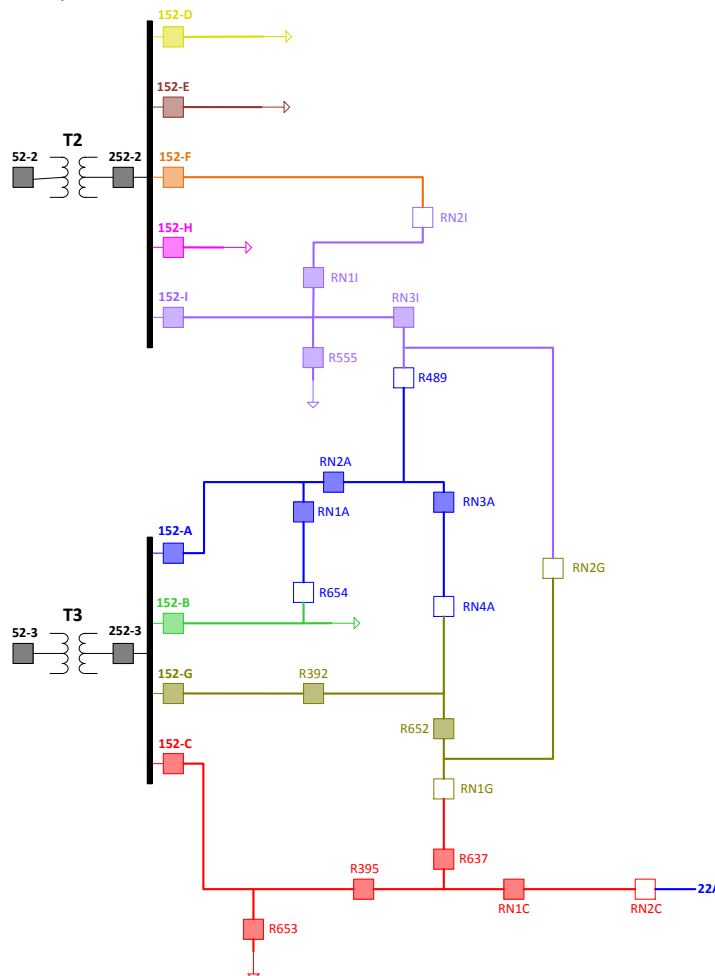 152-D
152-E
T2
52-2
252-2
152-F
RN2I
152-H
RN1I
152-I
RN3I
R555
R489
RN2A
RN3A
RN1A
152-A
R654
RN2G
152-B
RN4A
T3
52-3
252-3
152-G
R392
R652
152-C
RN1G
R637
R395
RN1C
RN2C
22A
R653